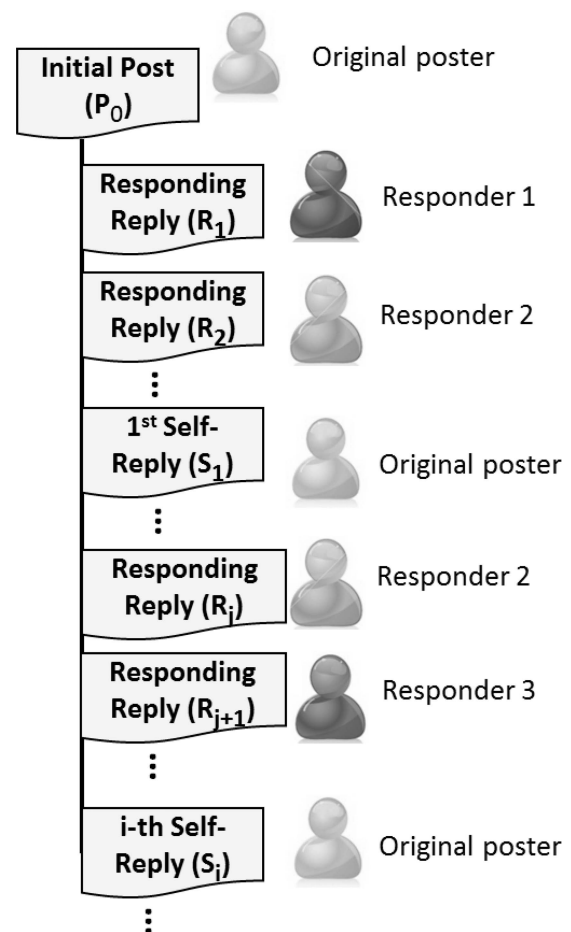 Initial Post
(P0)
Original poster
Responding
Reply (R1)
Responder 1
Responding
Reply (R2)
Responder 2
⋮
1st Self-
Reply (S1)
Original poster
⋮
Responding
Reply (Rj)
Responder 2
Responding
Reply (Rj+1)
Responder 3
⋮
i-th Self-
Reply (Si)
Original poster
⋮